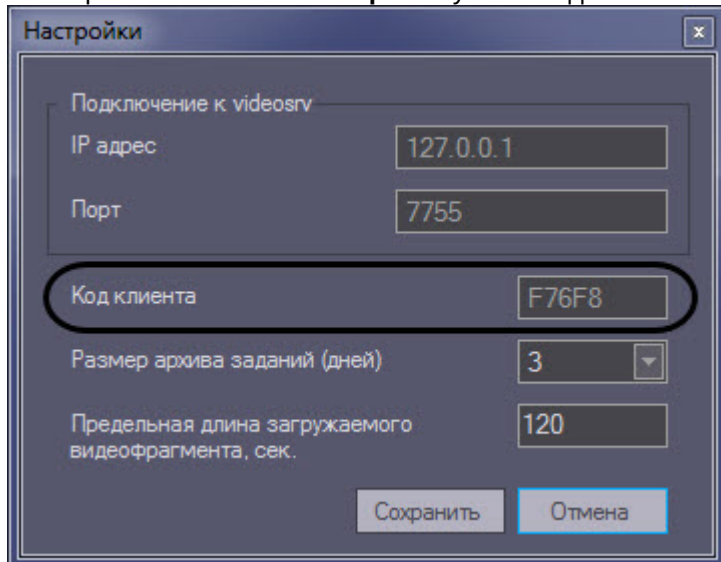 Настройки
Подключение к videosrv
IP адрес 127.0.0.1
Порт 7755
Код клиента F76F8
Размер архива заданий (дней) 3
Предельная длина загружаемого 120
видеофрагмента, сек.
Сохранить Отмена